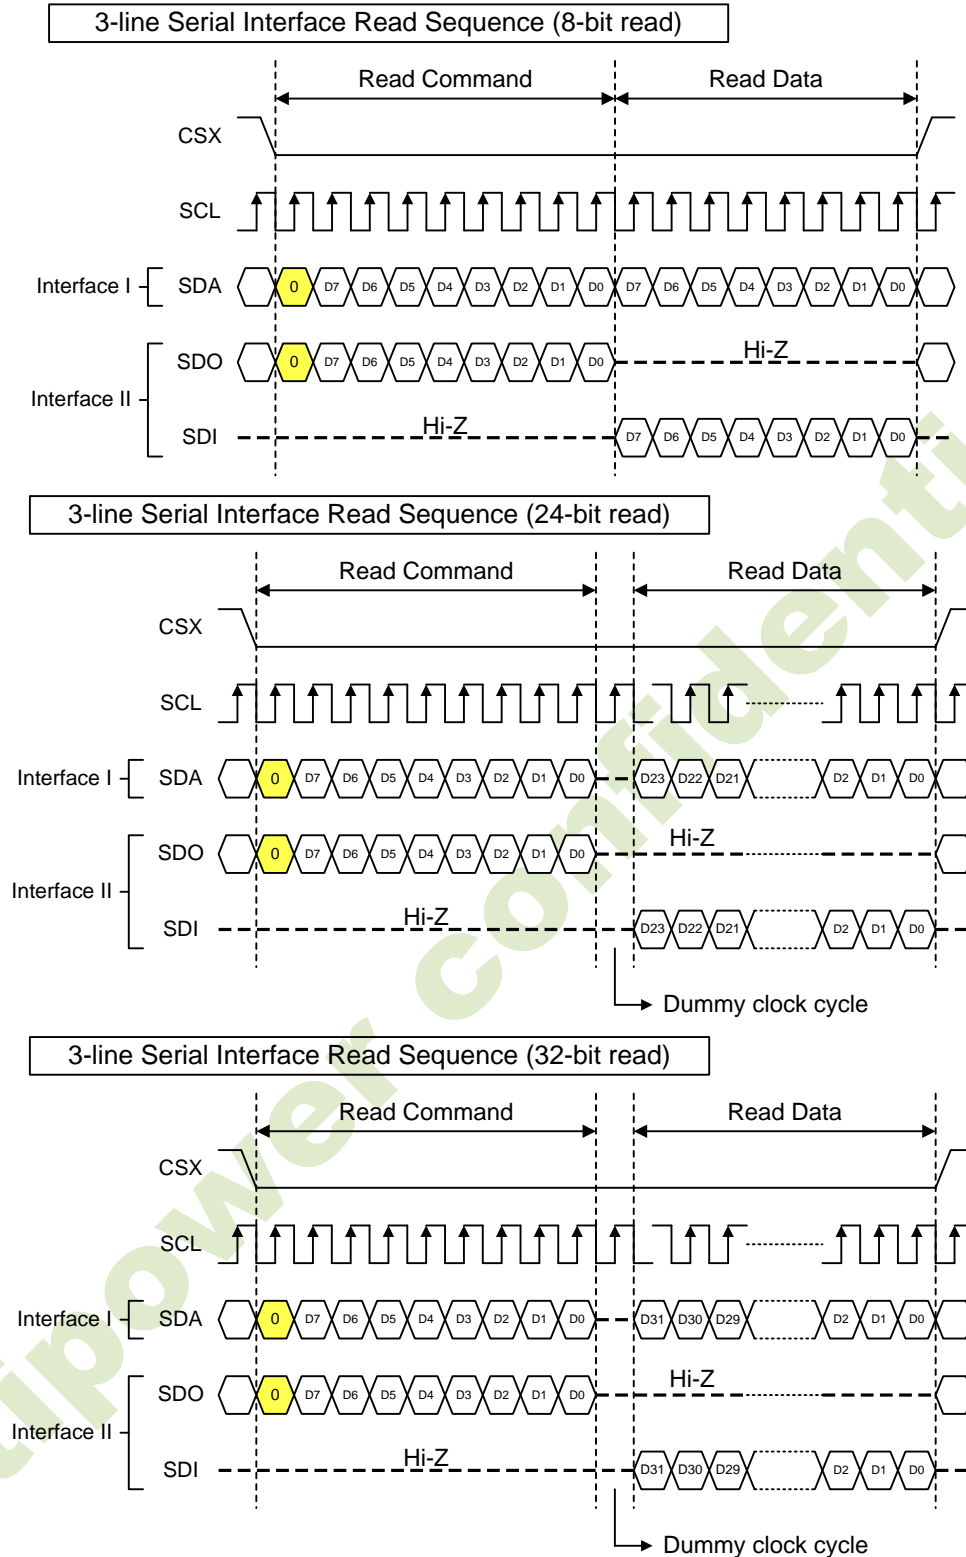 3-line Serial Interface Read Sequence (8-bit read)
Read Command Read Data
CSX
SCL
Interface I SDA 0 D7 D6 D5 D4 D3 D2 D1 D0 D7 D6 D5 D4 D3 D2 D1 D0
SDO 0 D7 D6 D5 D4 D3 D2 D1 D0 Hi-Z
Interface II
SDI Hi-Z D7 D6 D5 D4 D3 D2 D1 D0
3-line Serial Interface Read Sequence (24-bit read)
Read Command Read Data
CSX
SCL
Interface I SDA 0 D7 D6 D5 D4 D3 D2 D1 D0 D23 D22 D21 D2 D1 D0
SDO 0 D7 D6 D5 D4 D3 D2 D1 D0 Hi-Z
Interface II
SDI Hi-Z D23 D22 D21 D2 D1 D0
Dummy clock cycle
3-line Serial Interface Read Sequence (32-bit read)
Read Command Read Data
CSX
SCL
Interface I SDA 0 D7 D6 D5 D4 D3 D2 D1 D0 D31 D30 D29 D2 D1 D0
SDO 0 D7 D6 D5 D4 D3 D2 D1 D0 Hi-Z
Interface II
SDI Hi-Z D31 D30 D29 D2 D1 D0
Dummy clock cycle
tipower confidenti